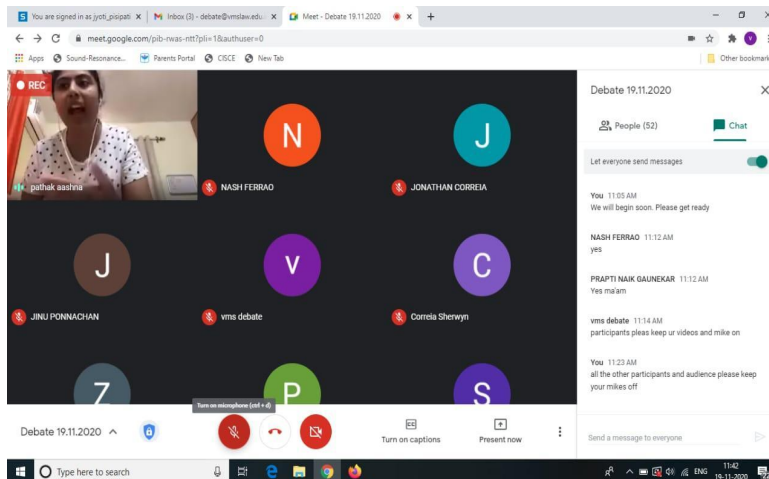 You are signed in as jyoti_pisipati
Inbox (3) - debate@vmslaw.edu.
Meet - Debate 19.11.2020
meet.google.com/pib-rwas-ntt?pli=1&authuser=0
Apps Sound-Resonance... Parents Portal CISCE New Tab Other bookmark
REC
pathak aashna
N
NASH FERRAO
J
JONATHAN CORREIA
J
JINU PONNACHAN
V
vms debate
C
Correia Sherwyn
Z
P
S
Turn on microphone (ctrl + d)
Debate 19.11.2020
Turn on captions
Present now
Debate 19.11.2020
People (52)
Chat
Let everyone send messages
You 11:05 AM
We will begin soon. Please get ready
NASH FERRAO 11:12 AM
yes
PRAPTI NAIK GAUNEKAR 11:12 AM
Yes ma'am
vms debate 11:14 AM
participants pleas keep ur videos and mike on
You 11:23 AM
all the other participants and audience please keep
your mikes off
Send a message to everyone
Type here to search
ENG
11:42
19-11-2020